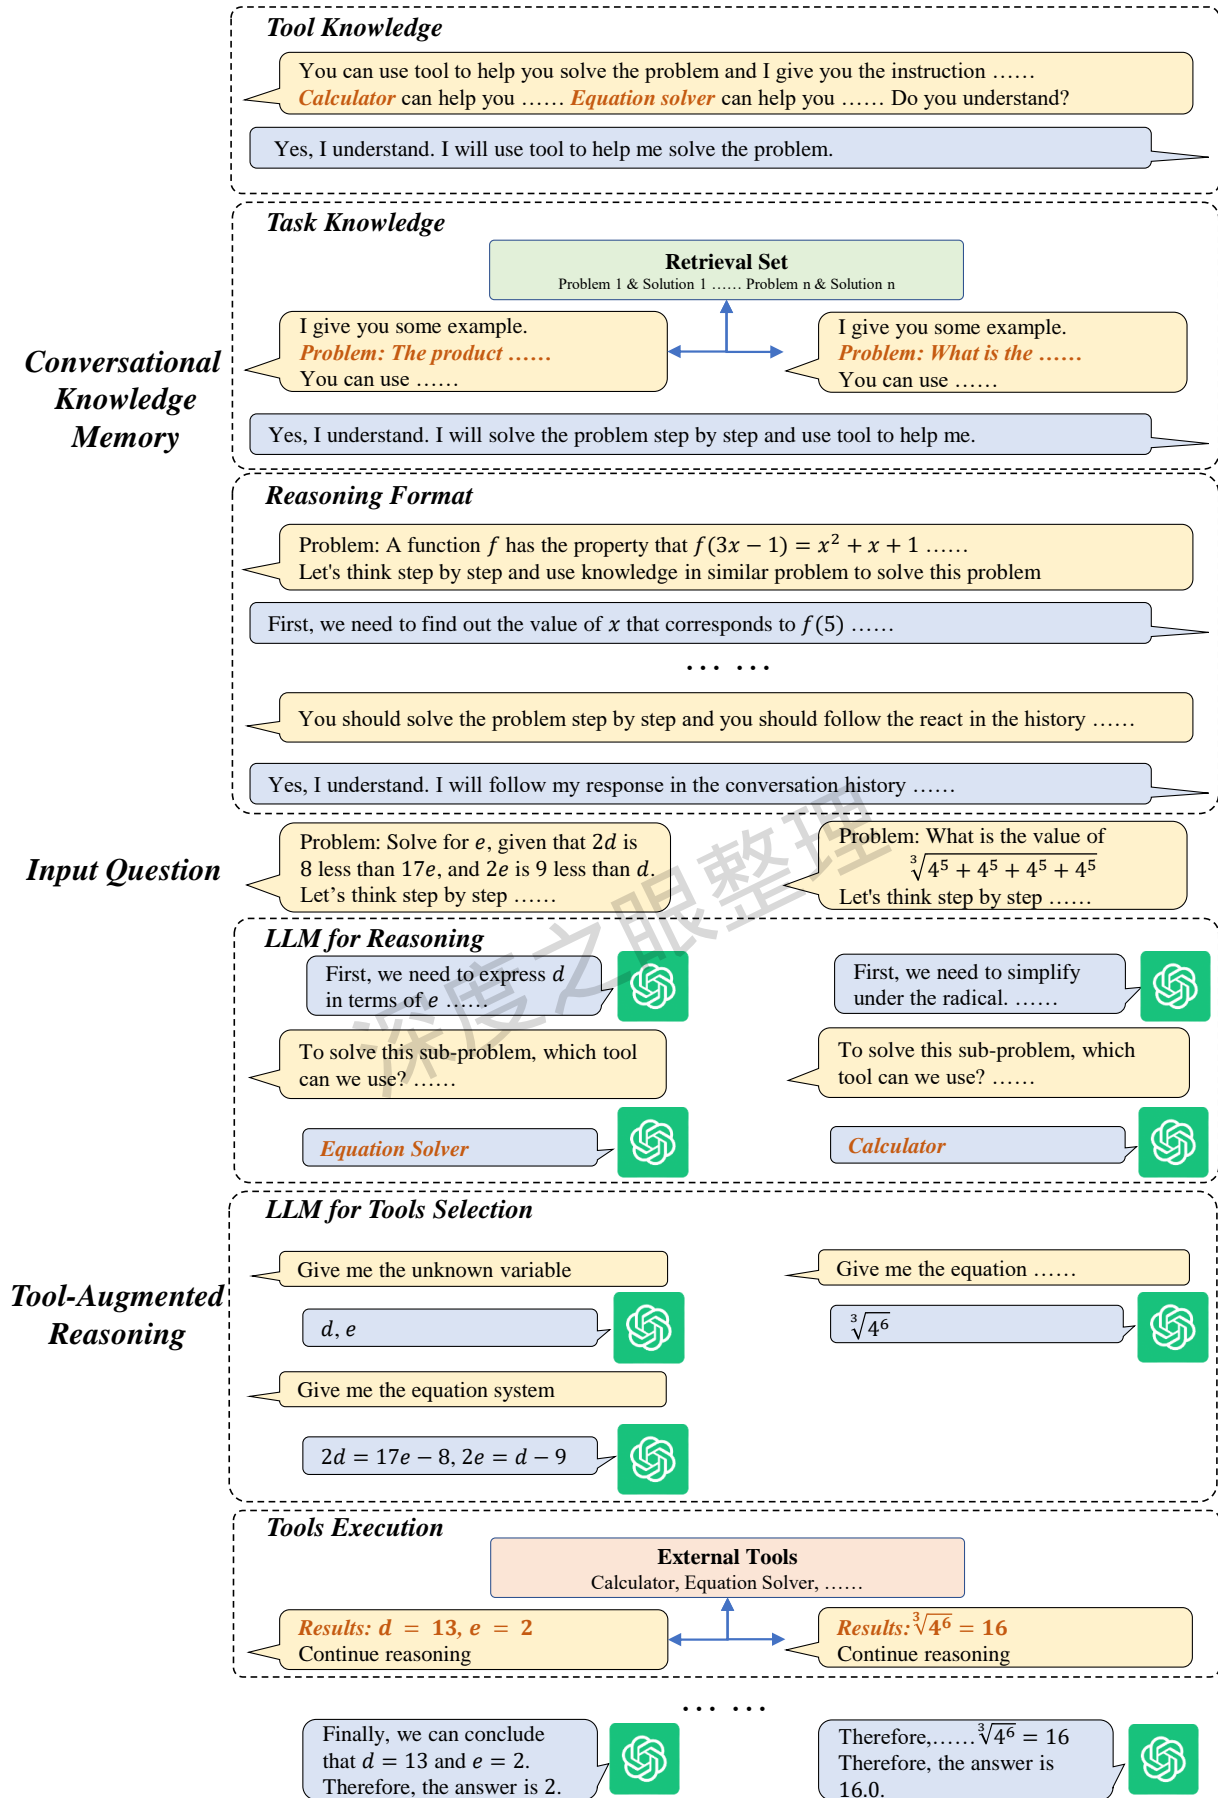 Tool Knowledge
You can use tool to help you solve the problem and I give you the instruction ……
Calculator can help you …… Equation solver can help you …… Do you understand?
Yes, I understand. I will use tool to help me solve the problem.
Task Knowledge
Retrieval Set
Problem 1 & Solution 1 …… Problem n & Solution n
I give you some example.
Problem: The product ……
You can use ……
I give you some example.
Problem: What is the ……
You can use ……
Conversational
Knowledge
Memory
Yes, I understand. I will solve the problem step by step and use tool to help me.
Reasoning Format
Problem: A function f has the property that f(3x − 1) = x² + x + 1 ……
Let's think step by step and use knowledge in similar problem to solve this problem
First, we need to find out the value of x that corresponds to f(5) ……
… …
You should solve the problem step by step and you should follow the react in the history ……
Yes, I understand. I will follow my response in the conversation history ……
Input Question
Problem: Solve for e, given that 2d is
8 less than 17e, and 2e is 9 less than d.
Let’s think step by step ……
Problem: What is the value of
∛(4⁵ + 4⁵ + 4⁵ + 4⁵)
Let's think step by step ……
深度之眼整理
LLM for Reasoning
First, we need to express d
in terms of e ……
First, we need to simplify
under the radical. ……
To solve this sub-problem, which tool
can we use? ……
To solve this sub-problem, which
tool can we use? ……
Equation Solver
Calculator
Tool-Augmented
Reasoning
LLM for Tools Selection
Give me the unknown variable
Give me the equation ……
d, e
∛(4⁶)
Give me the equation system
2d = 17e − 8, 2e = d − 9
Tools Execution
External Tools
Calculator, Equation Solver, ……
Results: d = 13, e = 2
Continue reasoning
Results: ∛(4⁶) = 16
Continue reasoning
… …
Finally, we can conclude
that d = 13 and e = 2.
Therefore, the answer is 2.
Therefore,…… ∛(4⁶) = 16
Therefore, the answer is
16.0.